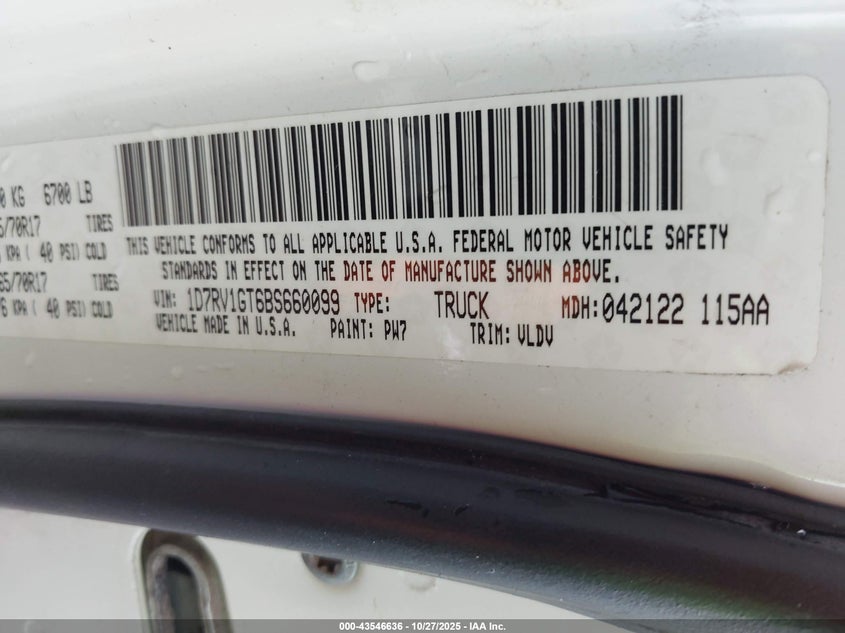 0 KG 6700 LB
5/70R17 TIRES
KPA ( 40 PSI) COLD
65/70R17 TIRES
6 KPA ( 40 PSI) COLD
THIS VEHICLE CONFORMS TO ALL APPLICABLE U.S.A. FEDERAL MOTOR VEHICLE SAFETY
STANDARDS IN EFFECT ON THE DATE OF MANUFACTURE SHOWN ABOVE.
VIN: 1D7RV1GT6BS660099 TYPE: TRUCK MDH: 042122 115AA
VEHICLE MADE IN U.S.A. PAINT: PW7 TRIM: VLDV
000-43546636 | 10/27/2025 | IAA Inc.